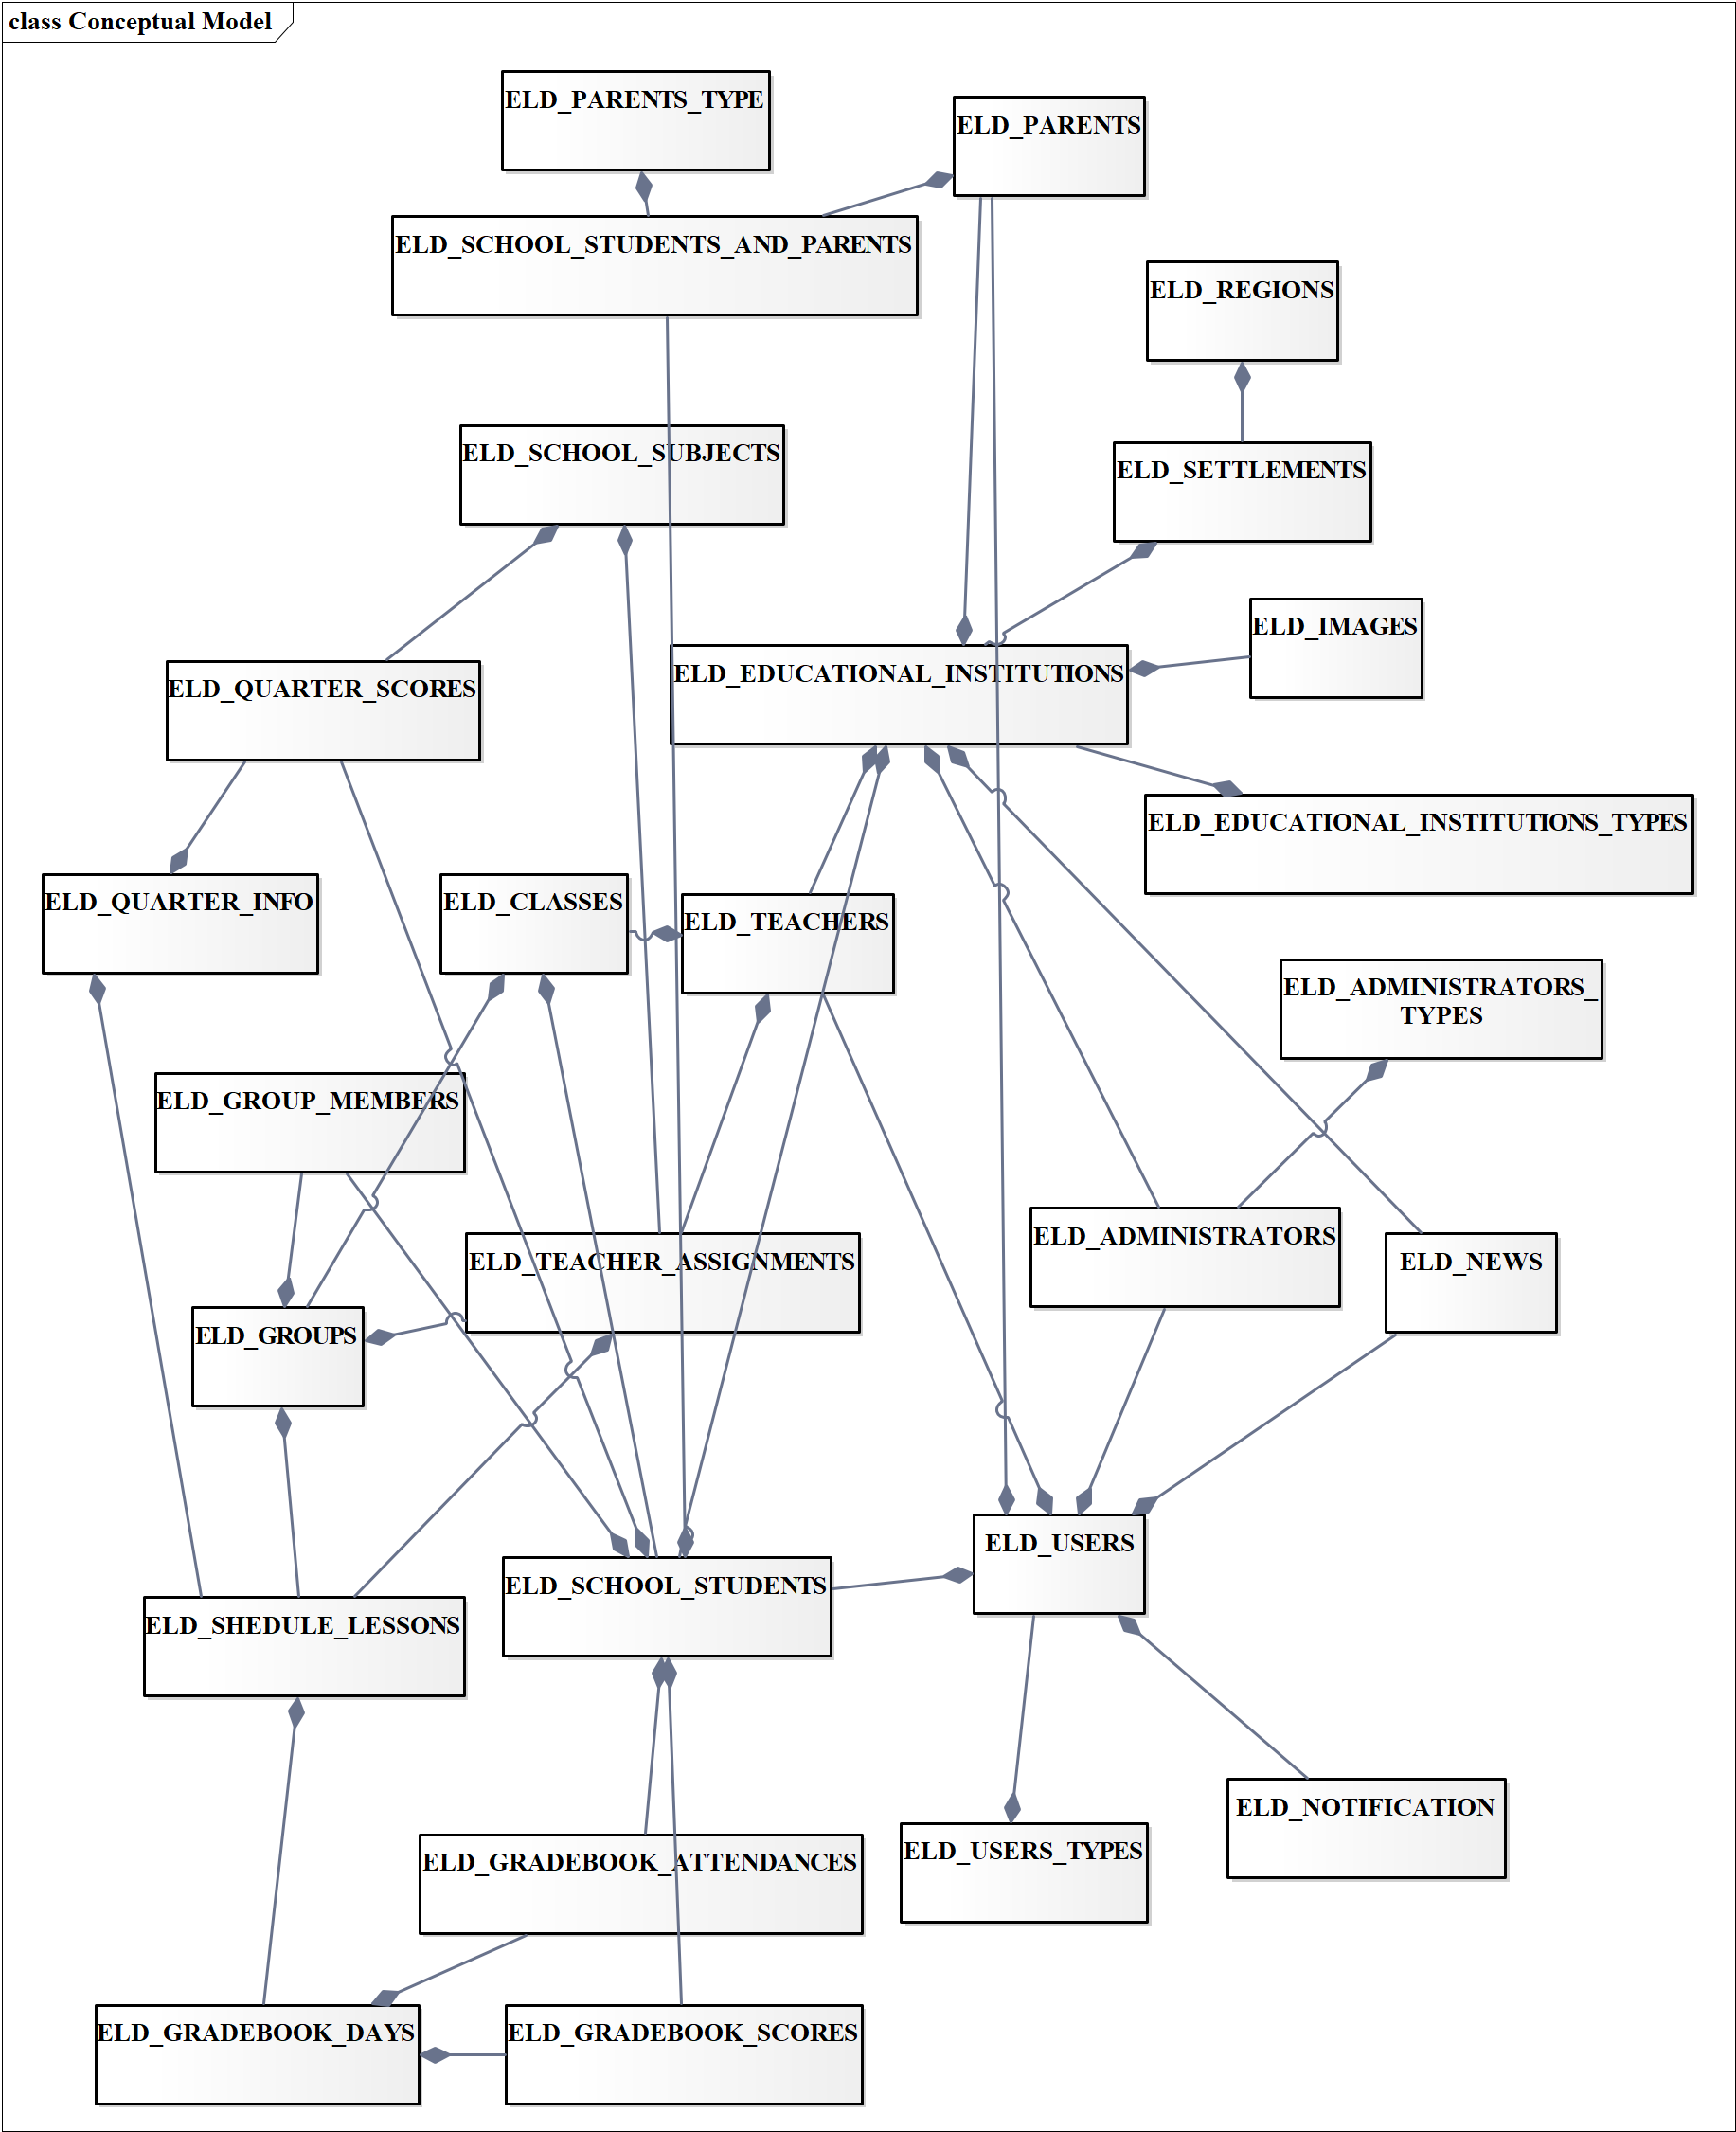 class Conceptual Model
ELD_PARENTS_TYPE
ELD_PARENTS
ELD_SCHOOL_STUDENTS_AND_PARENTS
ELD_REGIONS
ELD_SCHOOL_SUBJECTS
ELD_SETTLEMENTS
ELD_IMAGES
ELD_EDUCATIONAL_INSTITUTIONS
ELD_QUARTER_SCORES
ELD_EDUCATIONAL_INSTITUTIONS_TYPES
ELD_QUARTER_INFO
ELD_CLASSES
ELD_TEACHERS
ELD_ADMINISTRATORS_
TYPES
ELD_GROUP_MEMBERS
ELD_ADMINISTRATORS
ELD_TEACHER_ASSIGNMENTS
ELD_NEWS
ELD_GROUPS
ELD_USERS
ELD_SCHOOL_STUDENTS
ELD_SHEDULE_LESSONS
ELD_NOTIFICATION
ELD_USERS_TYPES
ELD_GRADEBOOK_ATTENDANCES
ELD_GRADEBOOK_DAYS
ELD_GRADEBOOK_SCORES